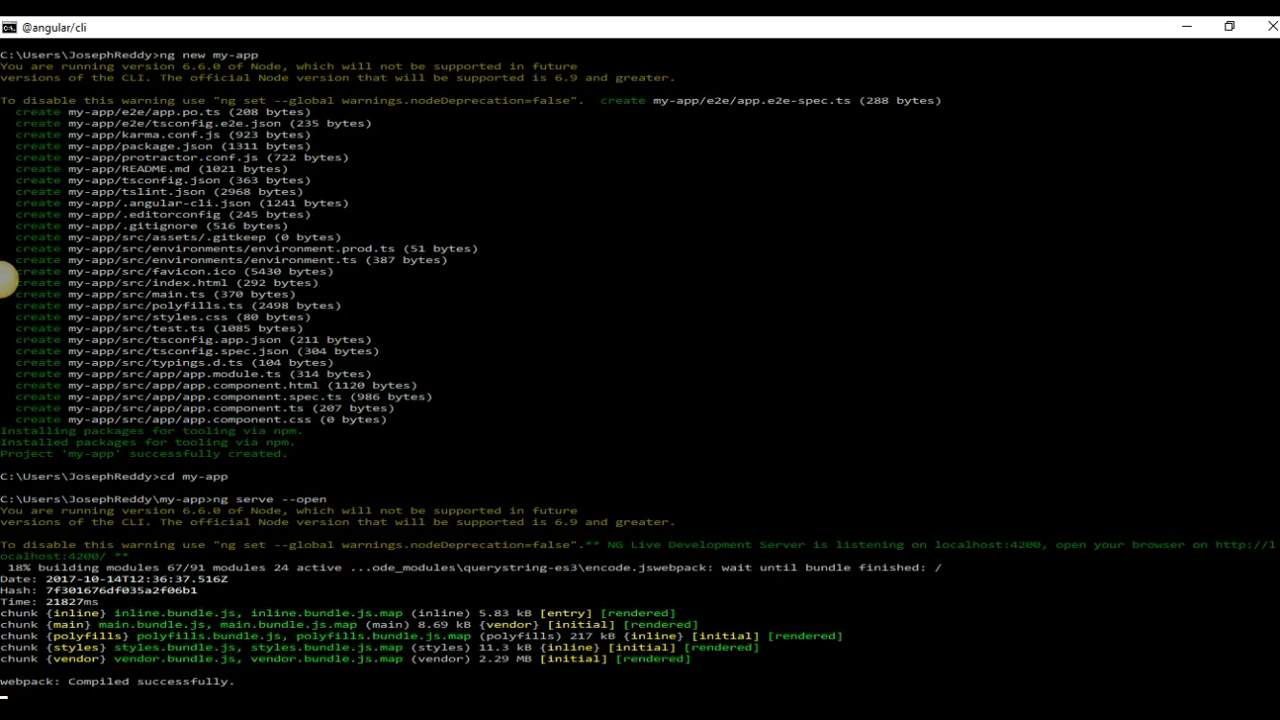 @angular/cli
C:\Users\JosephReddy>ng new my-app
You are running version 6.6.0 of Node, which will not be supported in future
versions of the CLI. The official Node version that will be supported is 6.9 and greater.
To disable this warning use "ng set --global warnings.nodeDeprecation=false".  create my-app/e2e/app.e2e-spec.ts (288 bytes)
create my-app/e2e/app.po.ts (208 bytes)
create my-app/e2e/tsconfig.e2e.json (235 bytes)
create my-app/karma.conf.js (923 bytes)
create my-app/package.json (1311 bytes)
create my-app/protractor.conf.js (722 bytes)
create my-app/README.md (1021 bytes)
create my-app/tsconfig.json (363 bytes)
create my-app/tslint.json (2968 bytes)
create my-app/.angular-cli.json (1241 bytes)
create my-app/.editorconfig (245 bytes)
create my-app/.gitignore (516 bytes)
create my-app/src/assets/.gitkeep (0 bytes)
create my-app/src/environments/environment.prod.ts (51 bytes)
create my-app/src/environments/environment.ts (387 bytes)
create my-app/src/favicon.ico (5430 bytes)
create my-app/src/index.html (292 bytes)
create my-app/src/main.ts (370 bytes)
create my-app/src/polyfills.ts (2498 bytes)
create my-app/src/styles.css (80 bytes)
create my-app/src/test.ts (1085 bytes)
create my-app/src/tsconfig.app.json (211 bytes)
create my-app/src/tsconfig.spec.json (304 bytes)
create my-app/src/typings.d.ts (104 bytes)
create my-app/src/app/app.module.ts (314 bytes)
create my-app/src/app/app.component.html (1120 bytes)
create my-app/src/app/app.component.spec.ts (986 bytes)
create my-app/src/app/app.component.ts (207 bytes)
create my-app/src/app/app.component.css (0 bytes)
Installing packages for tooling via npm.
Installed packages for tooling via npm.
Project 'my-app' successfully created.
C:\Users\JosephReddy>cd my-app
C:\Users\JosephReddy\my-app>ng serve --open
You are running version 6.6.0 of Node, which will not be supported in future
versions of the CLI. The official Node version that will be supported is 6.9 and greater.
To disable this warning use "ng set --global warnings.nodeDeprecation=false".** NG Live Development Server is listening on localhost:4200, open your browser on http://l
ocalhost:4200/ **
18% building modules 67/91 modules 24 active ...ode_modules\querystring-es3\encode.jswebpack: wait until bundle finished: /
Date: 2017-10-14T12:36:37.516Z
Hash: 7f301676df035a2f06b1
Time: 21827ms
chunk {inline} inline.bundle.js, inline.bundle.js.map (inline) 5.83 kB [entry] [rendered]
chunk {main} main.bundle.js, main.bundle.js.map (main) 8.69 kB {vendor} [initial] [rendered]
chunk {polyfills} polyfills.bundle.js, polyfills.bundle.js.map (polyfills) 217 kB {inline} [initial] [rendered]
chunk {styles} styles.bundle.js, styles.bundle.js.map (styles) 11.3 kB {inline} [initial] [rendered]
chunk {vendor} vendor.bundle.js, vendor.bundle.js.map (vendor) 2.29 MB [initial] [rendered]
webpack: Compiled successfully.